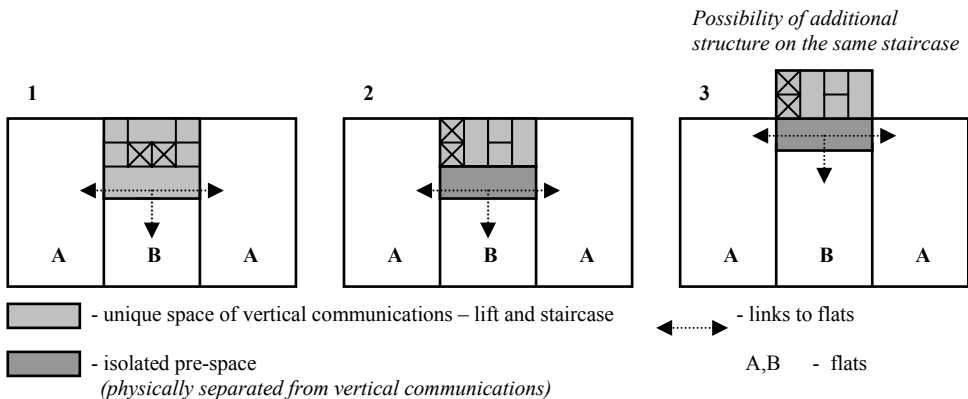 Possibility of additional
structure on the same staircase
1
2
3
A B A
A B A
A B A
- unique space of vertical communications – lift and staircase
- links to flats
- isolated pre-space
(physically separated from vertical communications)
A,B - flats